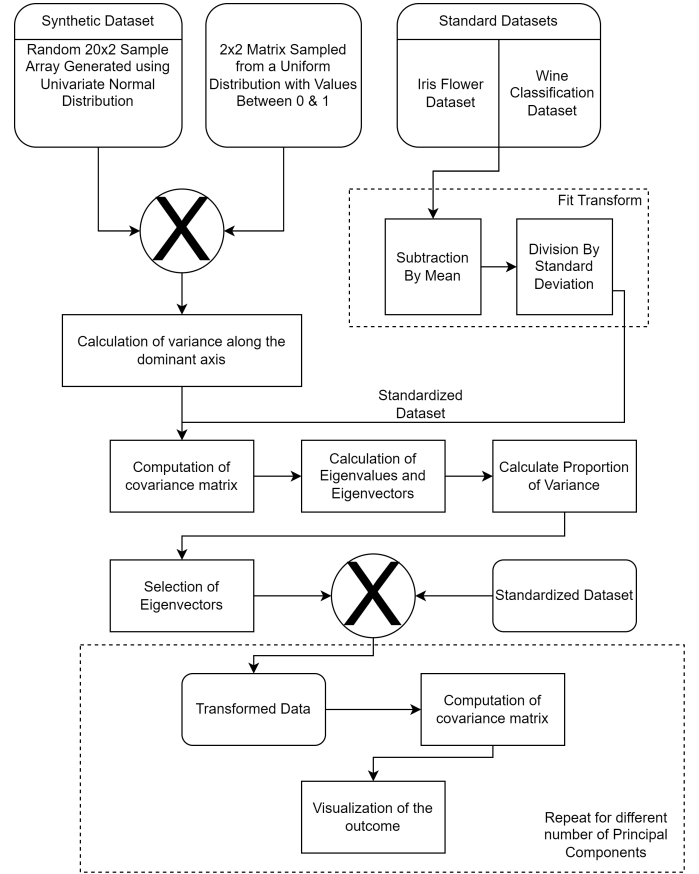 Synthetic Dataset
Random 20x2 Sample
Array Generated using
Univariate Normal
Distribution
2x2 Matrix Sampled
from a Uniform
Distribution with Values
Between 0 & 1
Standard Datasets
Iris Flower
Dataset
Wine
Classification
Dataset
X
Fit Transform
Subtraction
By Mean
Division By
Standard
Deviation
Calculation of variance along the
dominant axis
Standardized
Dataset
Computation of
covariance matrix
Calculation of
Eigenvalues and
Eigenvectors
Calculate Proportion
of Variance
Selection of
Eigenvectors
X
Standardized Dataset
Transformed Data
Computation of
covariance matrix
Visualization of the
outcome
Repeat for different
number of Principal
Components